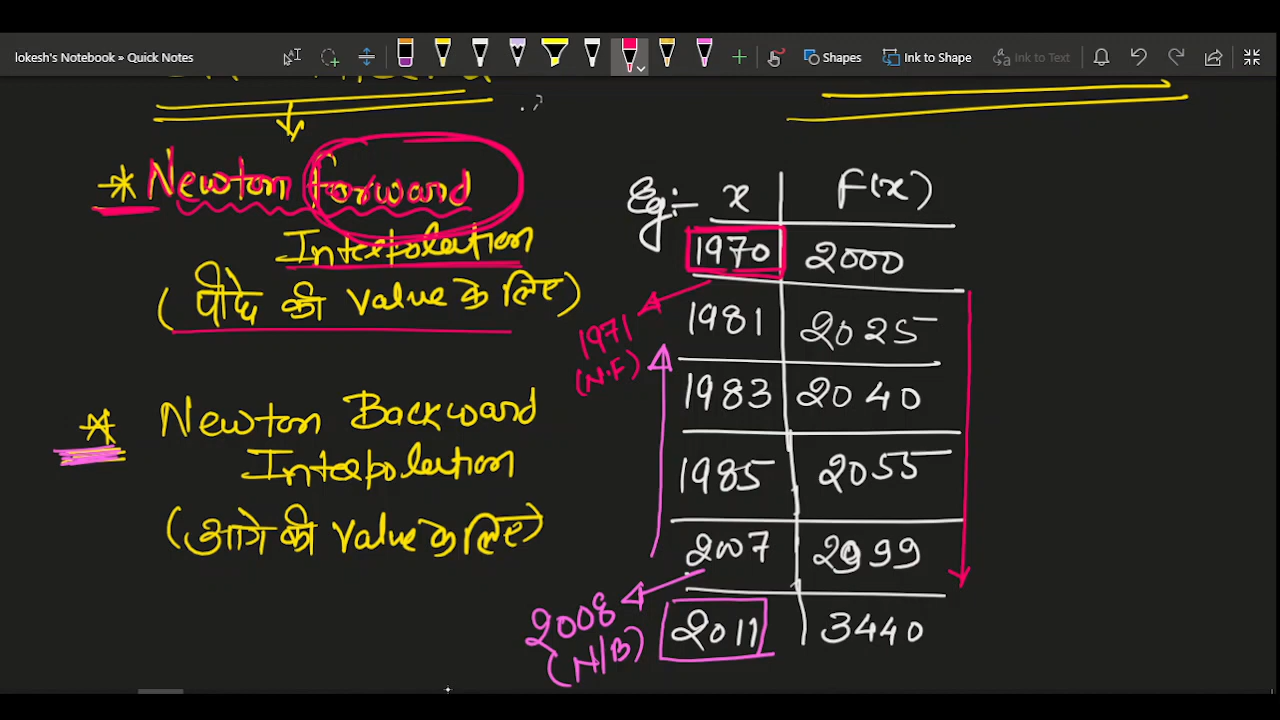 lokesh's Notebook » Quick Notes
Shapes
Ink to Shape
Ink to Text
*Newton forward
Interpolation
(पीछे की value के लिए)
* Newton Backward
Interpolation
(आगे की value के लिए)
Eg:- x F(x)
1970 2000
1981 2025
1971
(N.F)
1983 2040
1985 2055
2007 2999
2008
(N/B)
2011 3440